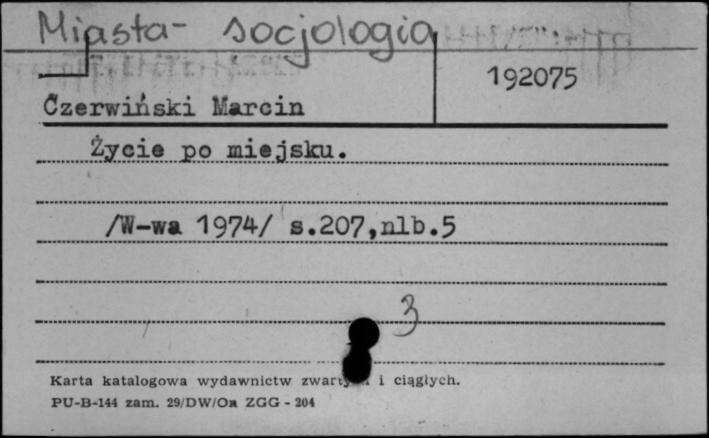 Miasta - socjologia
192075
Czerwiński Marcin
Życie po miejsku.
/W-wa 1974/ s.207,nlb.5
3
Karta katalogowa wydawnictw i ciągłych.
PU-B-144 zam. 29/DW/Oa ZGG - 204